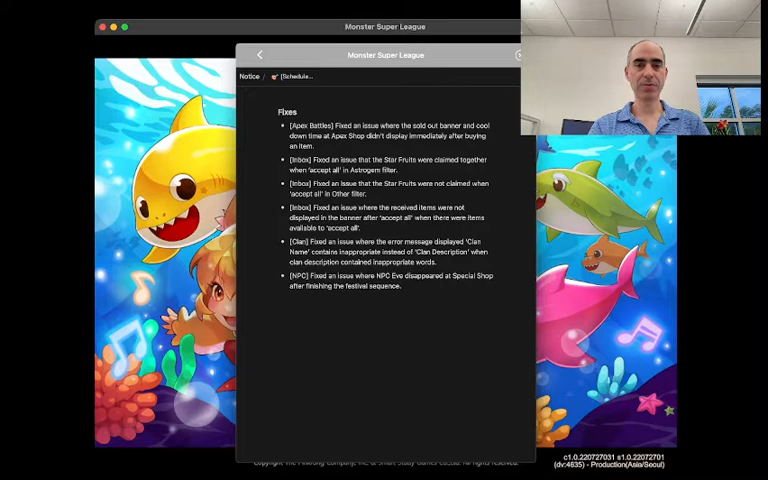 Monster Super League
Monster Super League
Notice / [Schedule...
Fixes
[Apex Battles] Fixed an issue where the sold out banner and cool
down time at Apex Shop didn't display immediately after buying
an item.
[Inbox] Fixed an issue that the Star Fruits were claimed together
when 'accept all' in Astrogem filter.
[Inbox] Fixed an issue that the Star Fruits were not claimed when
'accept all' in Other filter.
[Inbox] Fixed an issue where the received items were not
displayed in the banner after 'accept all' when there were items
available to 'accept all'.
[Clan] Fixed an issue where the error message displayed 'Clan
Name' contains inappropriate instead of 'Clan Description' when
clan description contained inappropriate words.
[NPC] Fixed an issue where NPC Eve disappeared at Special Shop
after finishing the festival sequence.
c1.0.220727031 s1.0.22072701
(dv:4635) - Production(Asia/Seoul)